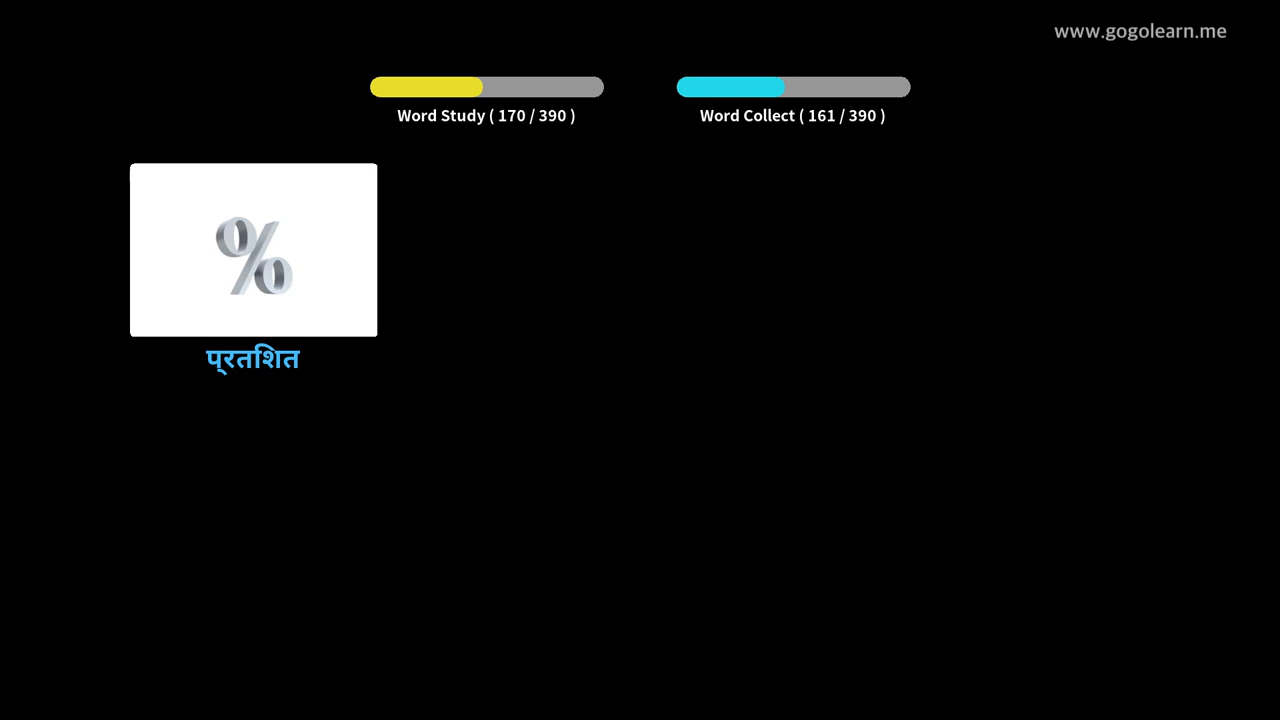 www.gogolearn.me
Word Study ( 170 / 390 )
Word Collect ( 161 / 390 )
%
प्रतिशत